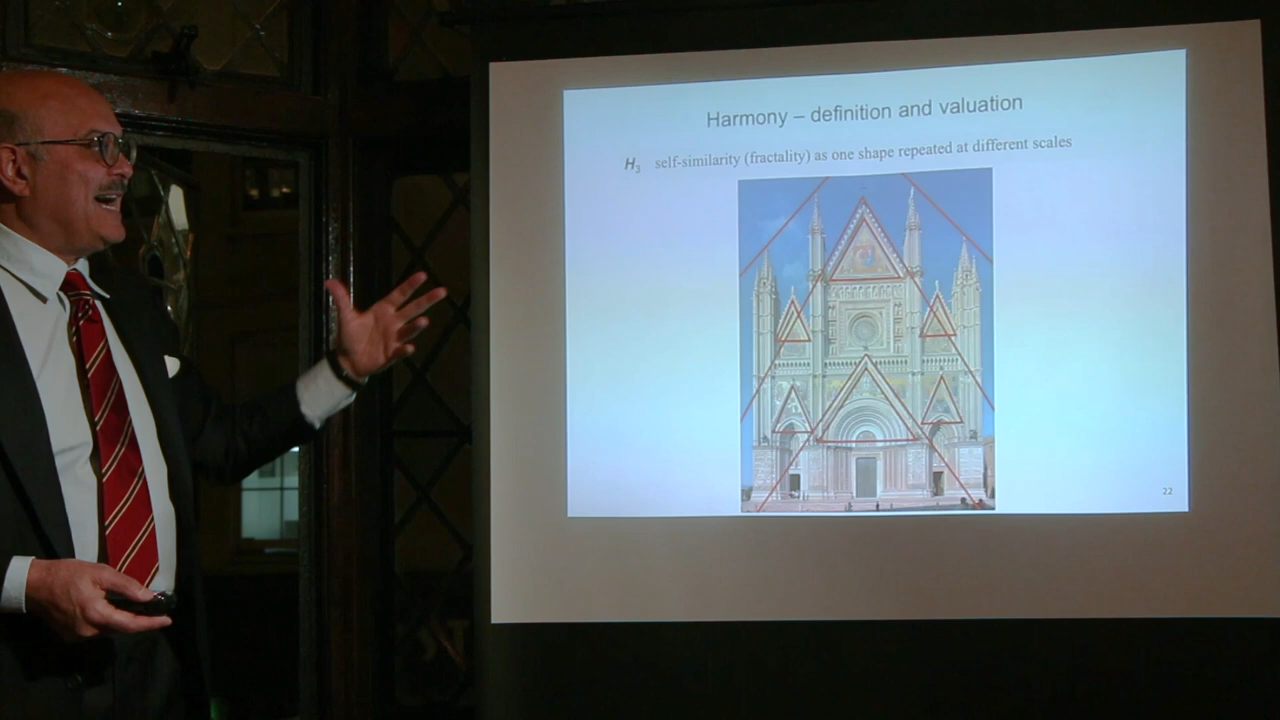 Harmony – definition and valuation
H3 self-similarity (fractality) as one shape repeated at different scales
22